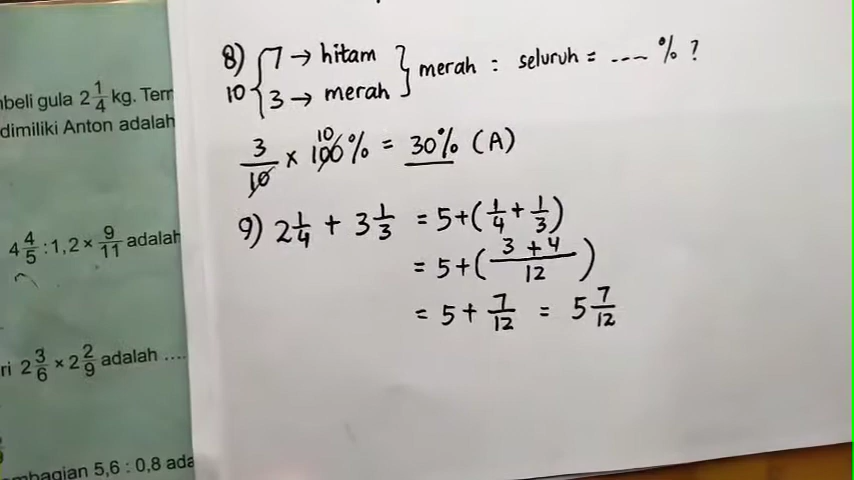 mbeli gula 2 1/4 kg. Tem
dimiliki Anton adalah
4 4/5 : 1,2 × 9/11 adalah
ri 2 3/6 × 2 2/9 adalah ....
mbagian 5,6 : 0,8 ada
8) 7 → hitam
10 3 → merah
merah : seluruh = ---- % ?
3/10 × 100% = 30% (A)
10
9) 2 1/4 + 3 1/3 = 5 + (1/4 + 1/3)
= 5 + (3 + 4 / 12)
= 5 + 7/12 = 5 7/12